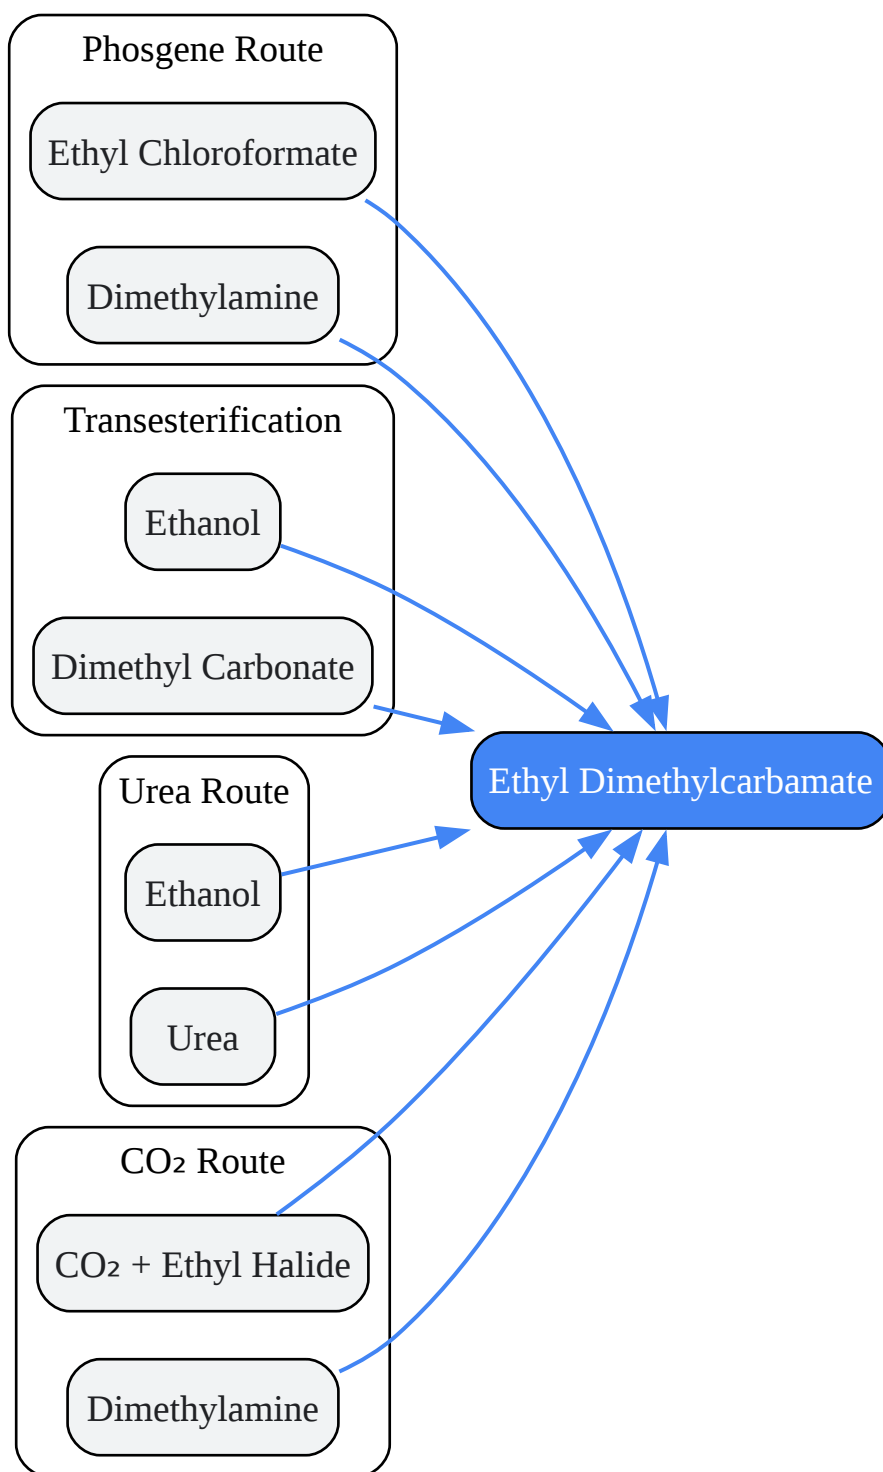 Phosgene Route
Ethyl Chloroformate
Dimethylamine
Transesterification
Ethanol
Dimethyl Carbonate
Ethyl Dimethylcarbamate
Urea Route
Ethanol
Urea
CO₂ Route
CO₂ + Ethyl Halide
Dimethylamine